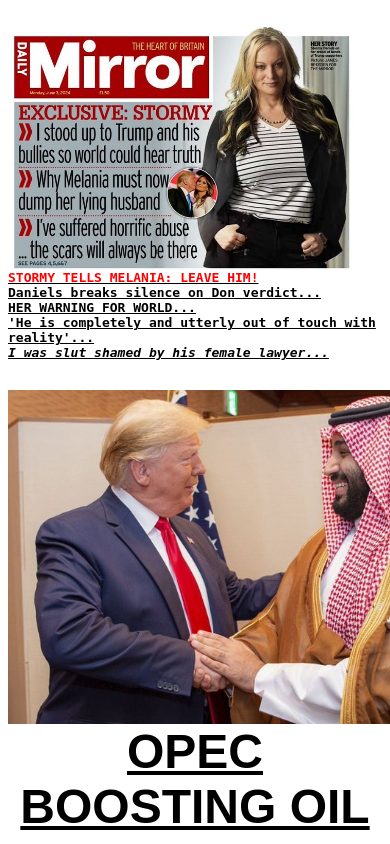 DAILY
THE HEART OF BRITAIN
Mirror
Monday June 3, 2024 £1.50
HER STORY
EXCLUSIVE: STORMY
I stood up to Trump and his
bullies so world could hear truth
Why Melania must now
dump her lying husband
I've suffered horrific abuse
... the scars will always be there
SEE PAGES 4,5,6&7
STORMY TELLS MELANIA: LEAVE HIM!
Daniels breaks silence on Don verdict...
HER WARNING FOR WORLD...
'He is completely and utterly out of touch with
reality'...
I was slut shamed by his female lawyer...
OPEC
BOOSTING OIL